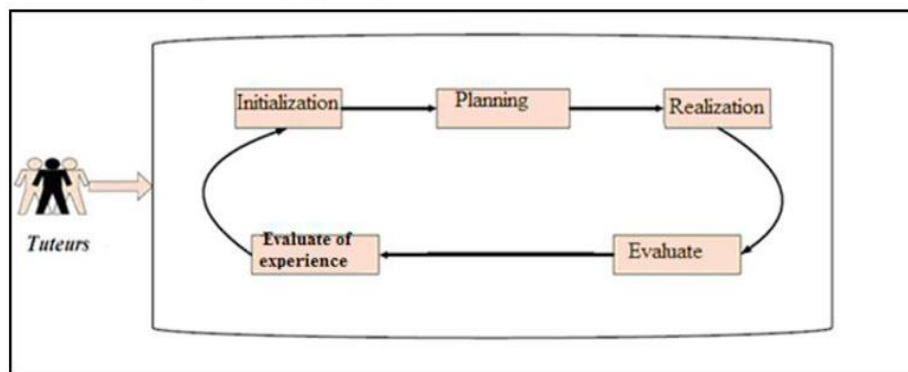 Initialization
Planning
Realization
Tuteurs
Evaluate of
experience
Evaluate